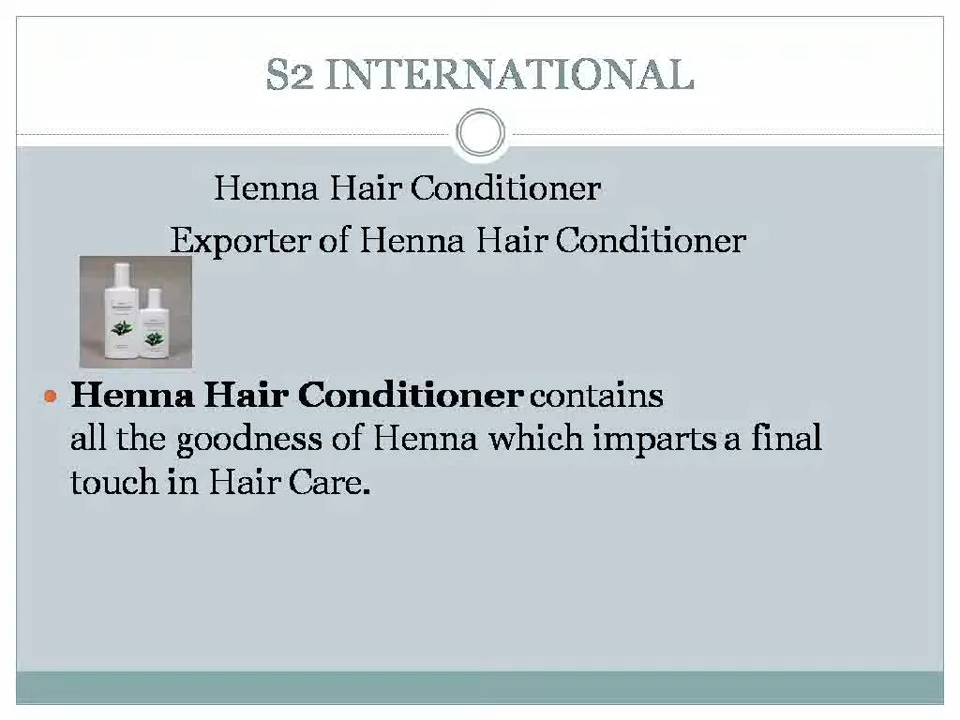 S2 INTERNATIONAL
Henna Hair Conditioner
Exporter of Henna Hair Conditioner
• Henna Hair Conditioner contains
all the goodness of Henna which imparts a final
touch in Hair Care.